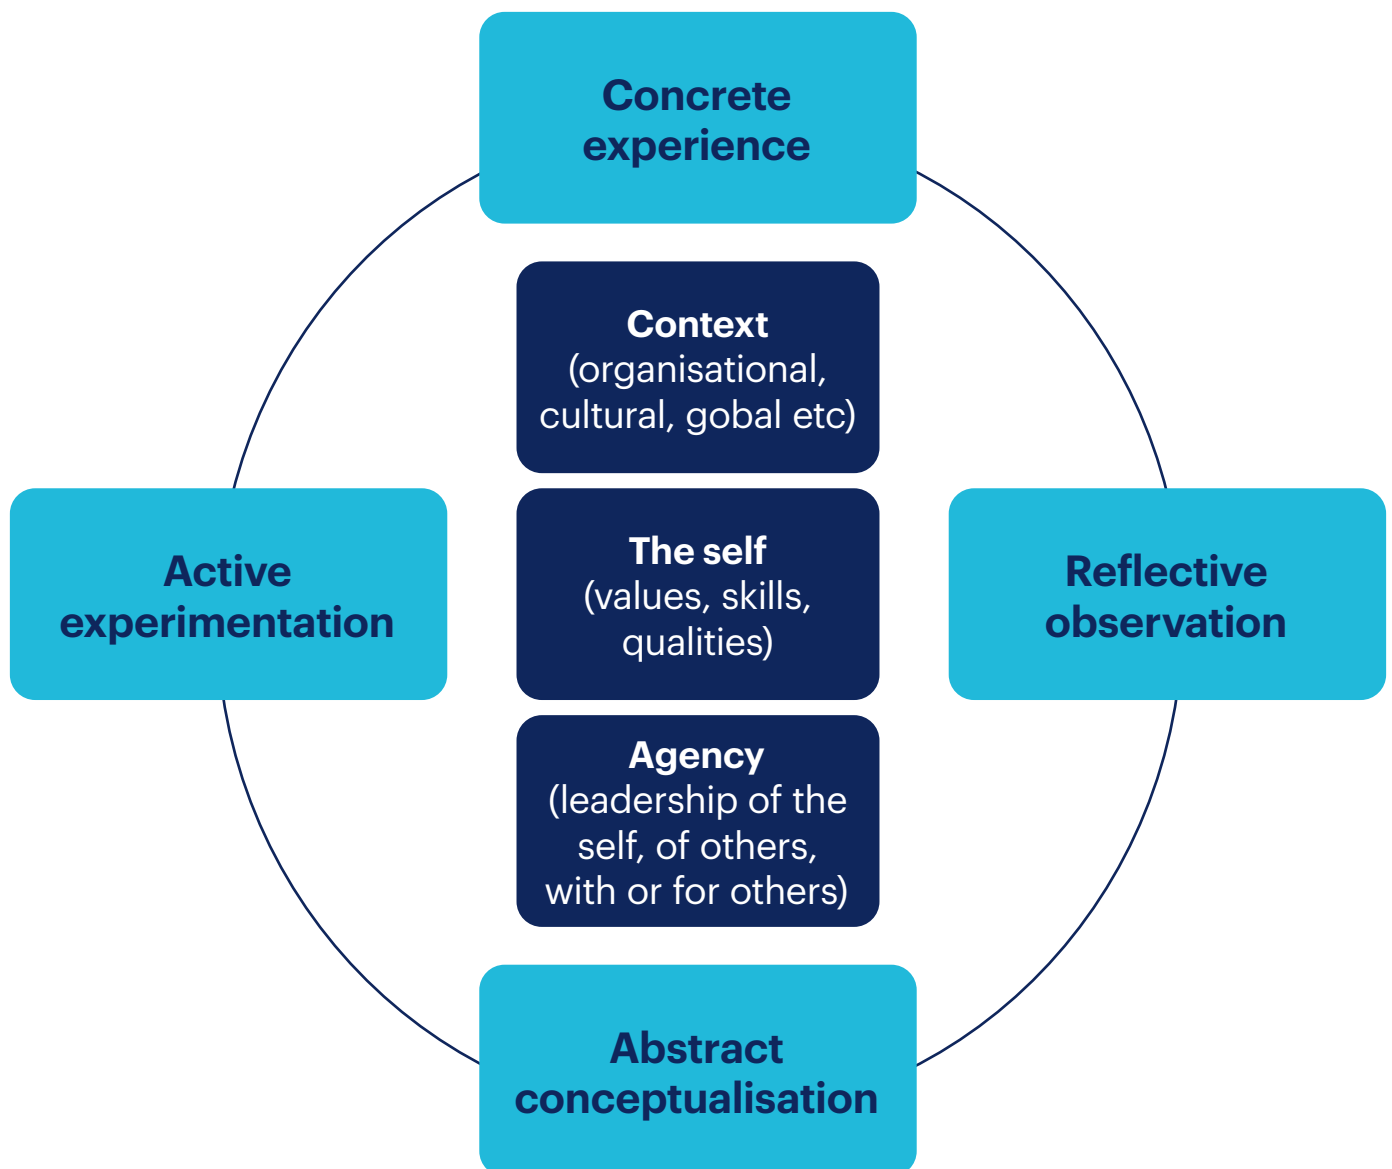 Concrete
experience
Context
(organisational,
cultural, gobal etc)
Active
experimentation
The self
(values, skills,
qualities)
Reflective
observation
Agency
(leadership of the
self, of others,
with or for others)
Abstract
conceptualisation